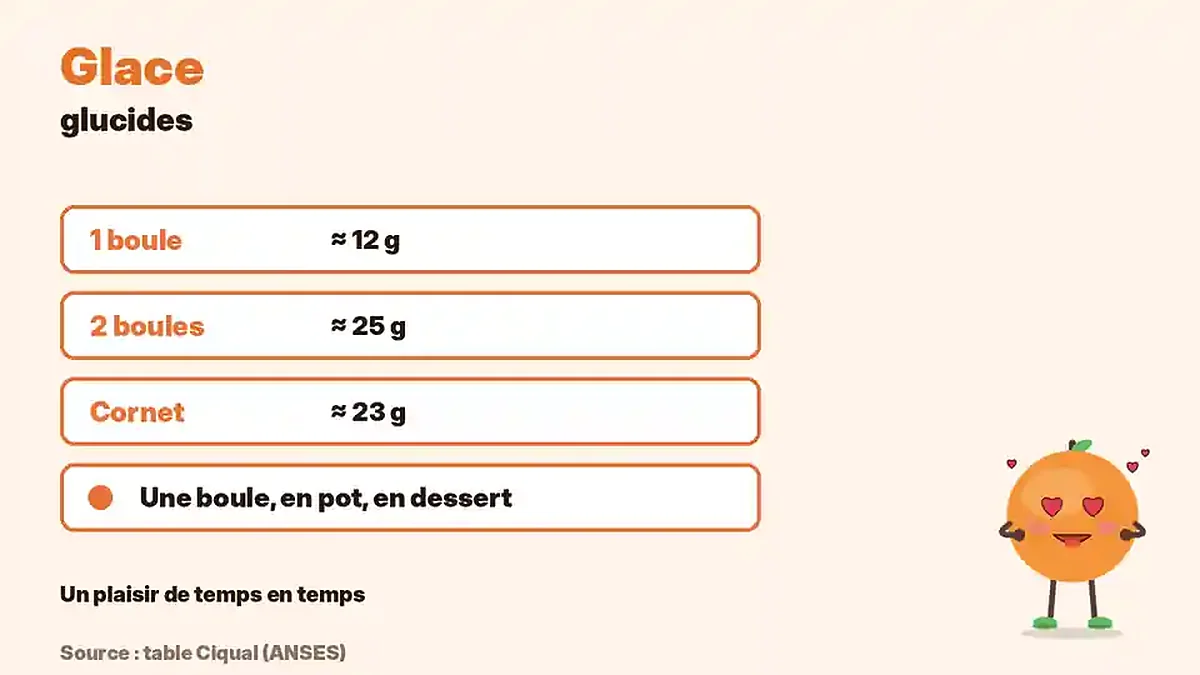 Glace
glucides
1 boule ≈ 12 g
2 boules ≈ 25 g
Cornet ≈ 23 g
Une boule, en pot, en dessert
Un plaisir de temps en temps
Source : table Ciqual (ANSES)